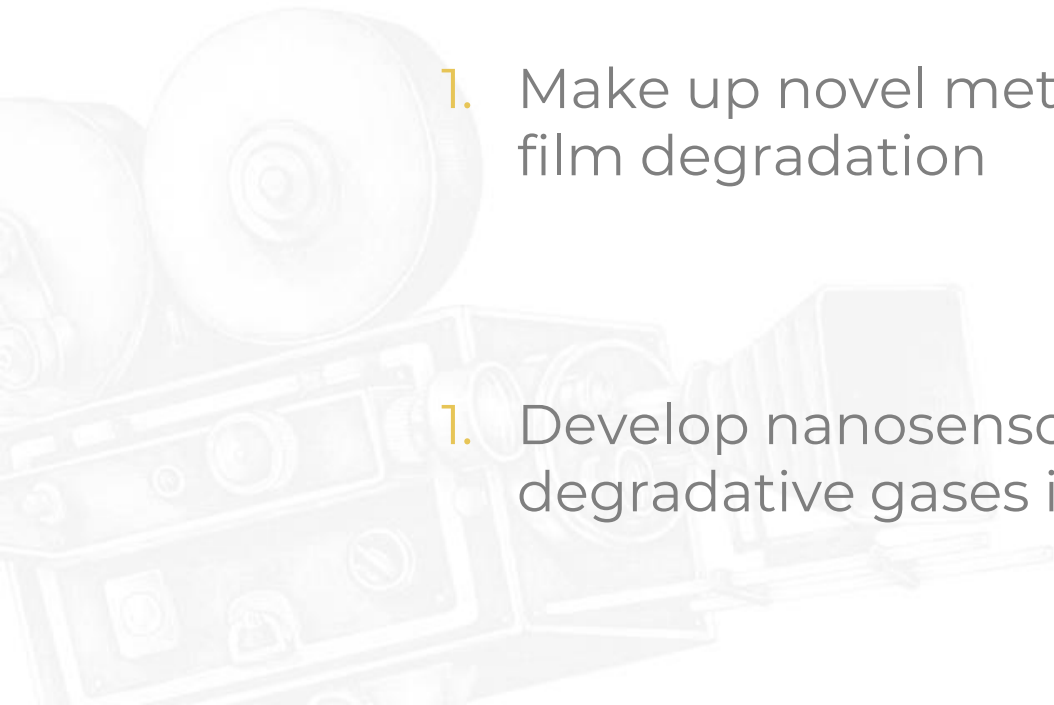 1. Make up novel met
film degradation
1. Develop nanosenso
degradative gases i